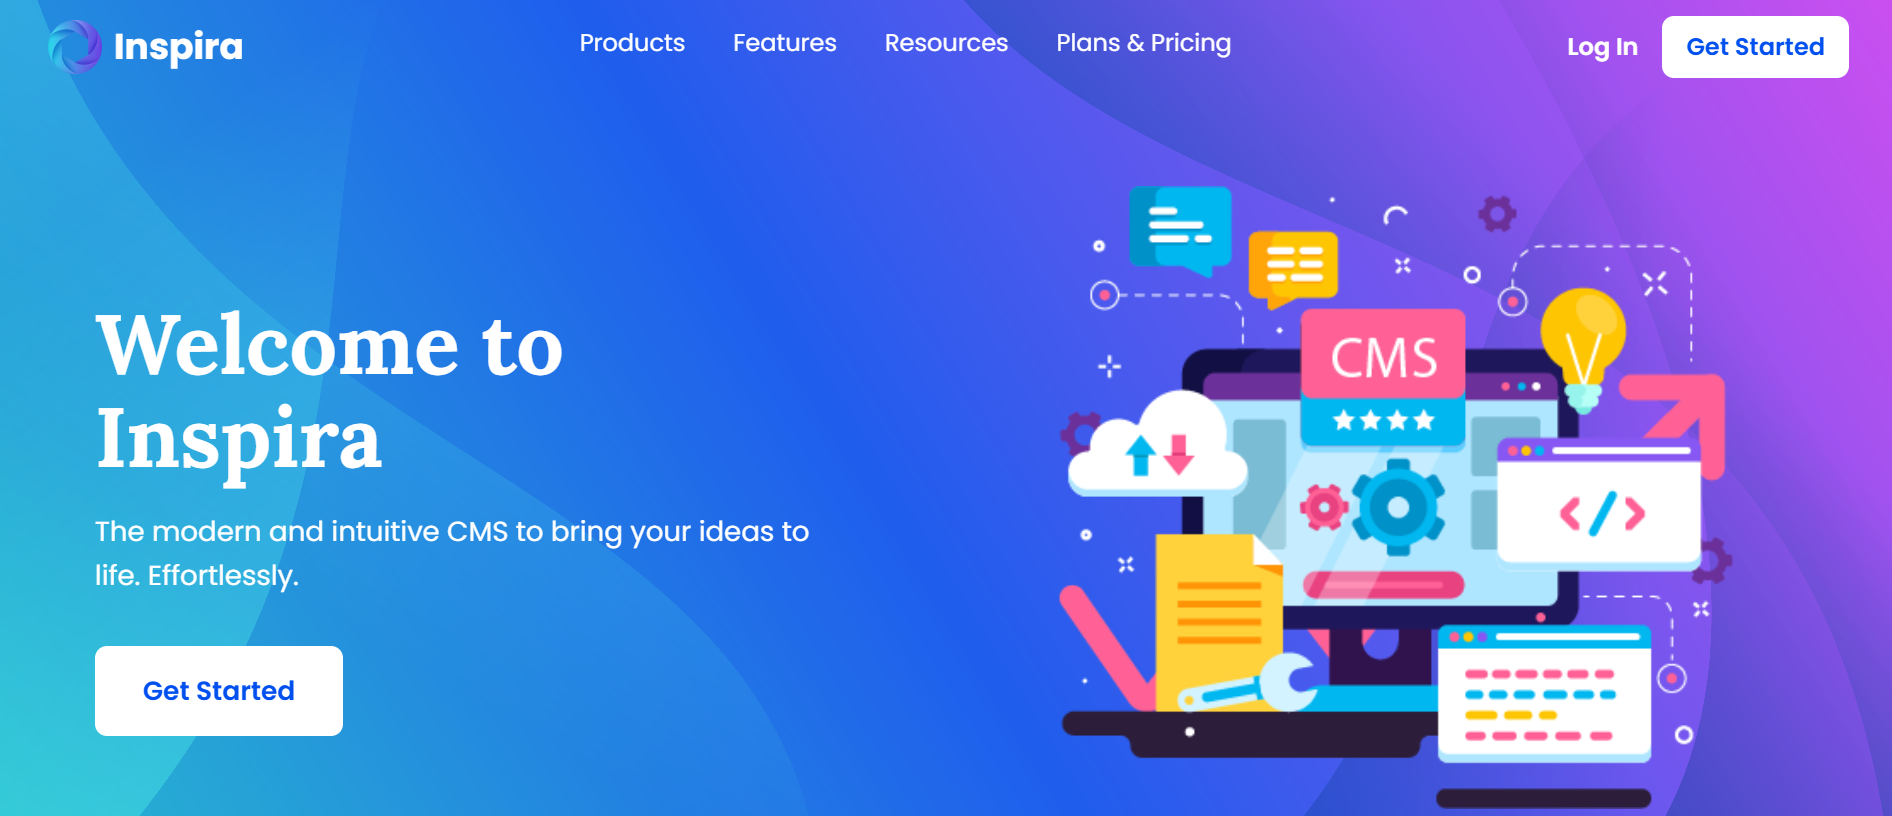 Inspira
Products
Features
Resources
Plans & Pricing
Log In
Get Started
Welcome to
Inspira
The modern and intuitive CMS to bring your ideas to
life. Effortlessly.
Get Started
CMS
</>